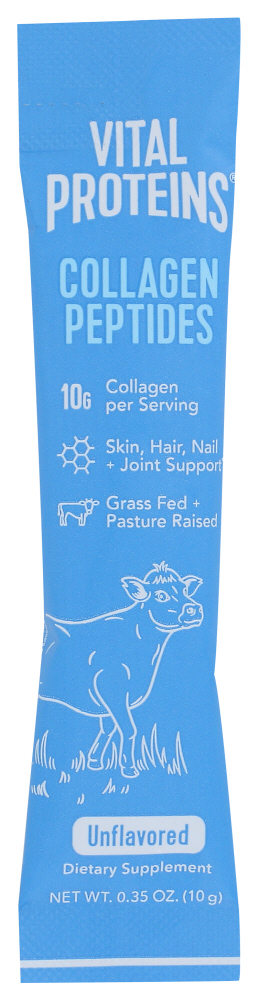 VITAL
PROTEINS®
COLLAGEN
PEPTIDES
10G
Collagen
per Serving
Skin, Hair, Nail
+ Joint Support
Grass Fed +
Pasture Raised
Unflavored
Dietary Supplement
NET WT. 0.35 OZ. (10 g)